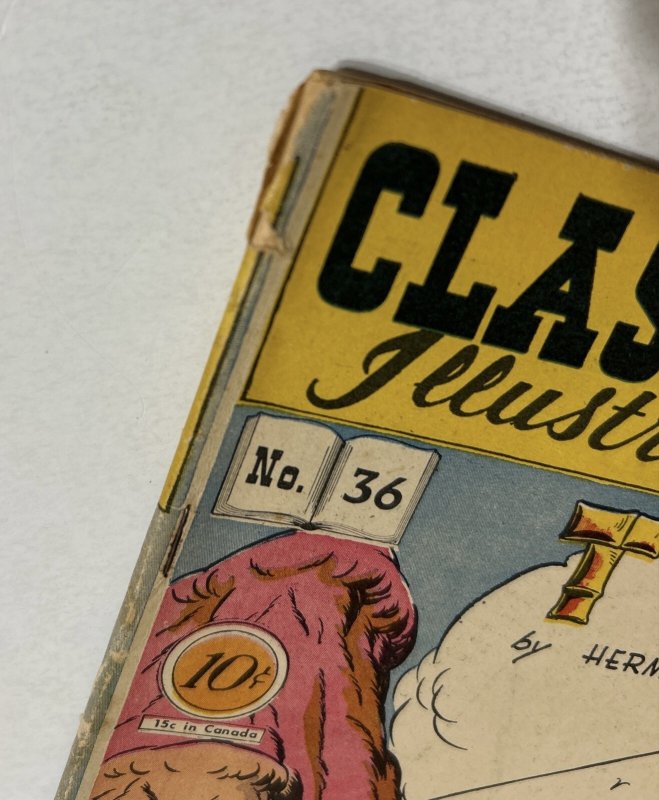 CLAS
Illustr
No. 36
T
by HERM
10¢
15c in Canada